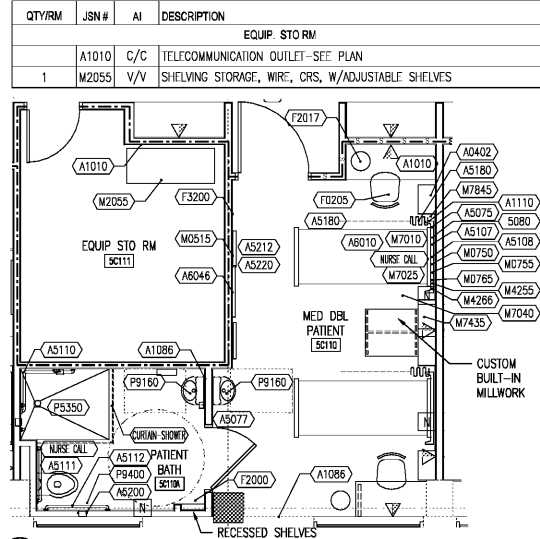 QTY/RM JSN # AI DESCRIPTION
EQUIP. STO RM
A1010 C/C TELECOMMUNICATION OUTLET-SEE PLAN
1 M2055 V/V SHELVING STORAGE, WIRE, CRS, W/ADJUSTABLE SHELVES
F2017
A0402
A1010
A1010
A5180
M7845
M2055
F3200
F0205
A1110
A5180
A5075
5080
M0515
A5212
A6010
M7010
A5107
A5108
EQUIP STO RM
5C111
A5220
NURSE CALL
M0750
M0755
A6046
M7025
M0765
M4255
M4266
N
M7040
MED DBL
PATIENT
5C110
M7435
A5110
A1086
CUSTOM
BUILT-IN
MILLWORK
P9160
P9160
P5350
A5077
N
CURTAIN-SHOWER
NURSE CALL
A5111
A5112
PATIENT
BATH
5C110A
P9400
A5200
F2000
A1086
N
RECESSED SHELVES